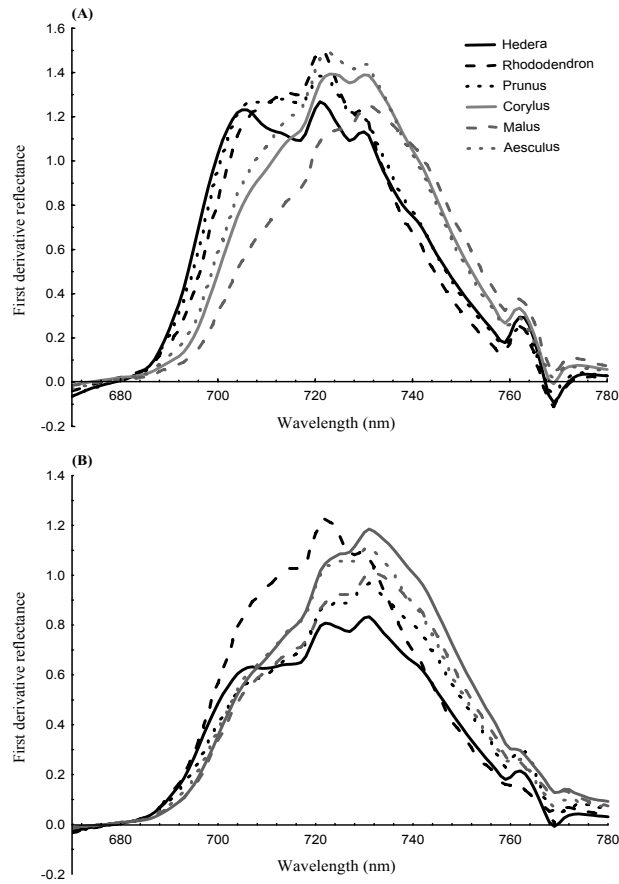 (A)
1.6
1.4
1.2
1.0
0.8
0.6
0.4
0.2
0.0
-0.2
First derivative reflectance
Hedera
Rhododendron
Prunus
Corylus
Malus
Aesculus
680 700 720 740 760 780
Wavelength (nm)
(B)
1.4
1.2
1.0
0.8
0.6
0.4
0.2
0.0
-0.2
First derivative reflectance
680 700 720 740 760 780
Wavelength (nm)